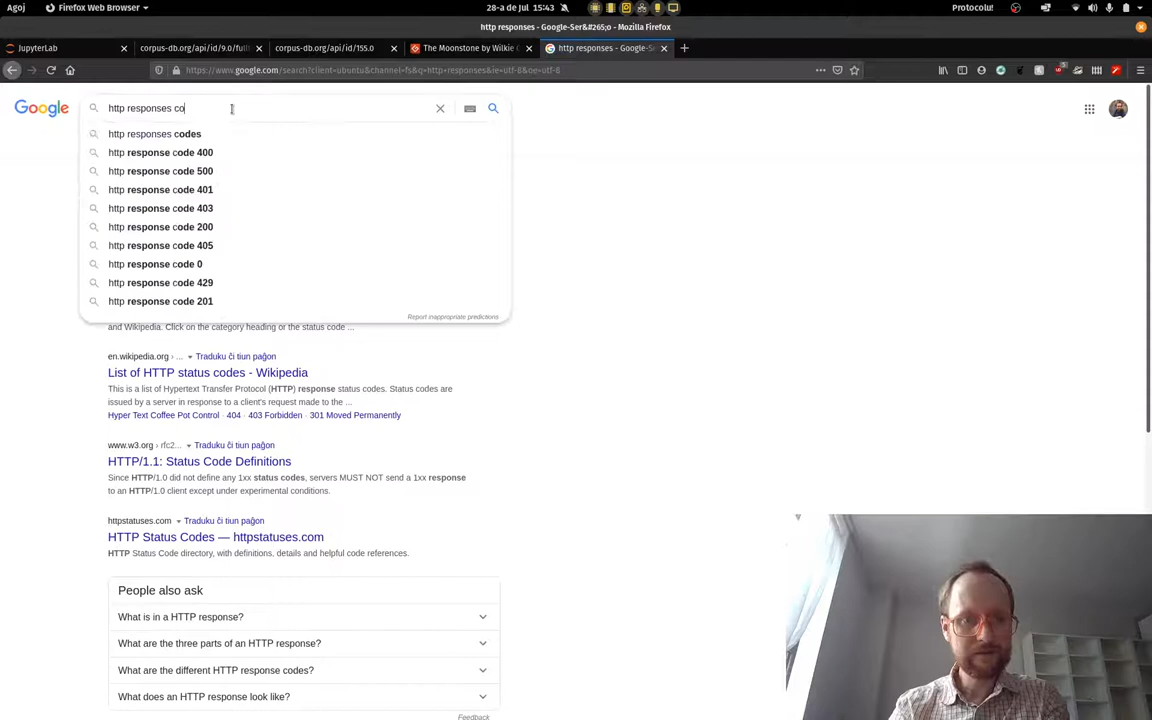 Agoj
Firefox Web Browser
28-a de jul 15:43
Protocolu!
http responses - Google-Ser&#265;o - Mozilla Firefox
JupyterLab
corpus-db.org/api/id/9.0/full
corpus-db.org/api/id/155.0
The Moonstone by Wilkie
http responses - Google-Se
https://www.google.com/search?client=ubuntu&channel=fs&q=http+responses&ie=utf-8&oe=utf-8
Google
http responses co
http responses codes
http response code 400
http response code 500
http response code 401
http response code 403
http response code 200
http response code 405
http response code 0
http response code 429
http response code 201
Report inappropriate predictions
and Wikipedia. Click on the category heading or the status code ...
en.wikipedia.org › ... Traduku ĉi tiun paĝon
List of HTTP status codes - Wikipedia
This is a list of Hypertext Transfer Protocol (HTTP) response status codes. Status codes are
issued by a server in response to a client's request made to the ...
Hyper Text Coffee Pot Control · 404 · 403 Forbidden · 301 Moved Permanently
www.w3.org › rfc2... Traduku ĉi tiun paĝon
HTTP/1.1: Status Code Definitions
Since HTTP/1.0 did not define any 1xx status codes, servers MUST NOT send a 1xx response
to an HTTP/1.0 client except under experimental conditions.
httpstatuses.com Traduku ĉi tiun paĝon
HTTP Status Codes — httpstatuses.com
HTTP Status Code directory, with definitions, details and helpful code references.
People also ask
What is in a HTTP response?
What are the three parts of an HTTP response?
What are the different HTTP response codes?
What does an HTTP response look like?
Feedback